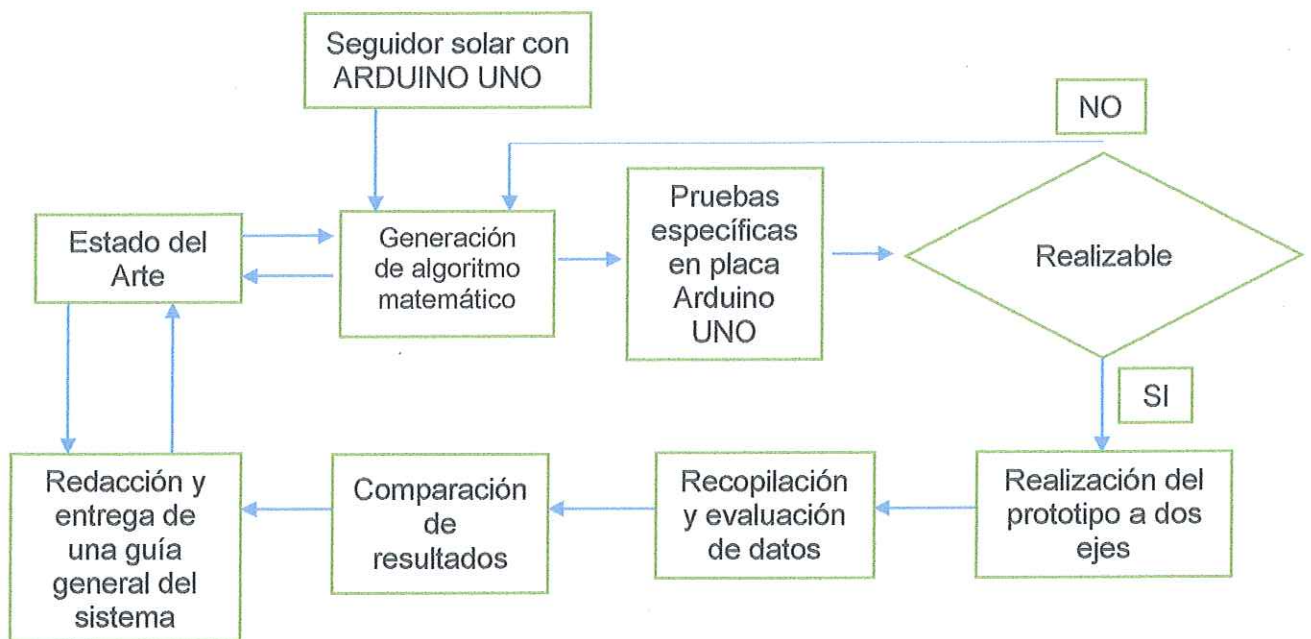 Seguidor solar con
ARDUINO UNO
NO
Estado del
Arte
Generación
de algoritmo
matemático
Pruebas
específicas
en placa
Arduino
UNO
Realizable
SI
Redacción y
entrega de
una guía
general del
sistema
Comparación
de
resultados
Recopilación
y evaluación
de datos
Realización del
prototipo a dos
ejes